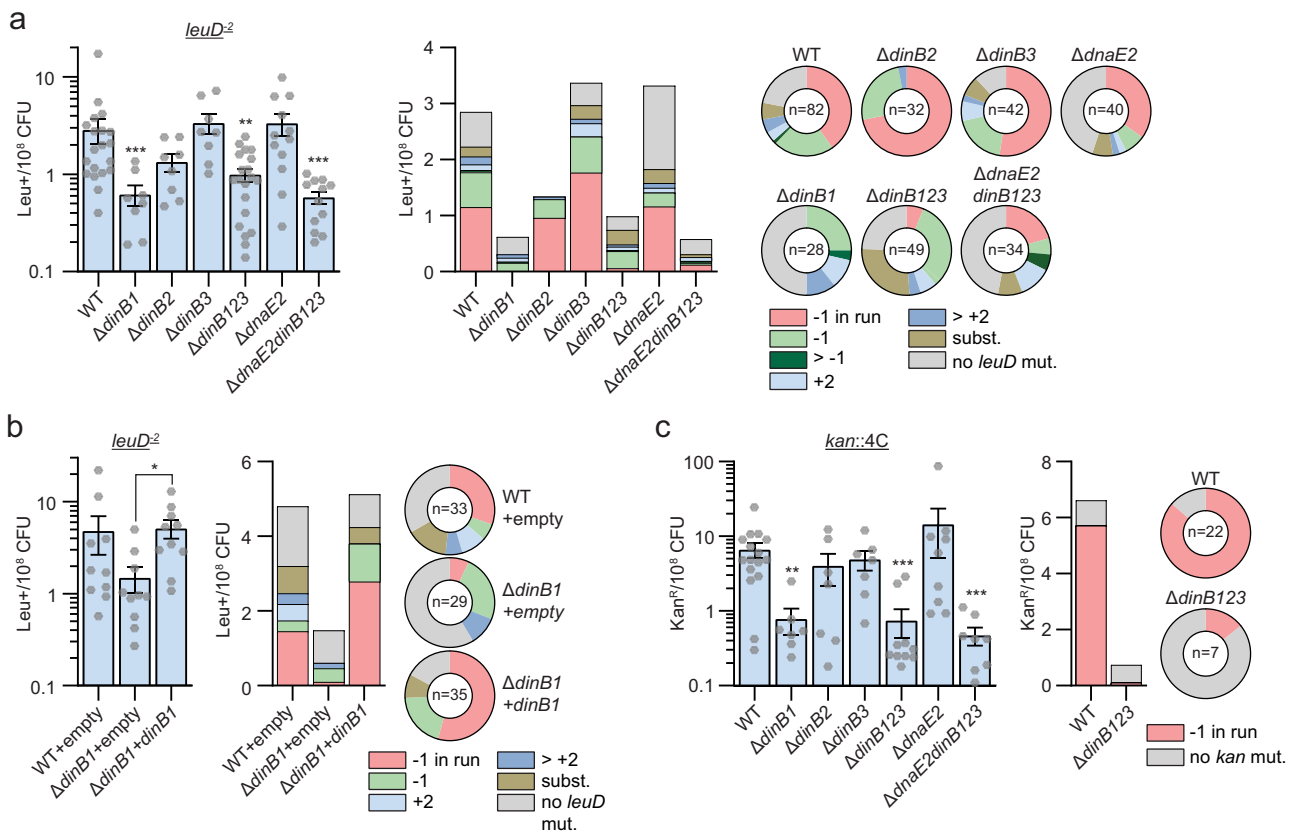 a
leuD-2
Leu+/10⁸ CFU
10
1
0.1
***
**
***
WT
ΔdinB1
ΔdinB2
ΔdinB3
ΔdinB123
ΔdnaE2
ΔdnaE2dinB123
Leu+/10⁸ CFU
4
3
2
1
0
WT
ΔdinB1
ΔdinB2
ΔdinB3
ΔdinB123
ΔdnaE2
ΔdnaE2dinB123
WT
ΔdinB2
ΔdinB3
ΔdnaE2
n=82
n=32
n=42
n=40
ΔdinB1
ΔdinB123
ΔdnaE2
dinB123
n=28
n=49
n=34
-1 in run
-1
> -1
+2
> +2
subst.
no leuD mut.
b
leuD-2
Leu+/10⁸ CFU
10
1
0.1
*
WT+empty
ΔdinB1+empty
ΔdinB1+dinB1
Leu+/10⁸ CFU
6
4
2
0
WT+empty
ΔdinB1+empty
ΔdinB1+dinB1
n=33
WT
+empty
n=29
ΔdinB1
+empty
n=35
ΔdinB1
+dinB1
-1 in run
-1
+2
> +2
subst.
no leuD
mut.
c
kan::4C
Kanᴿ/10⁸ CFU
100
10
1
0.1
**
***
***
WT
ΔdinB1
ΔdinB2
ΔdinB3
ΔdinB123
ΔdnaE2
ΔdnaE2dinB123
Kanᴿ/10⁸ CFU
8
6
4
2
0
WT
ΔdinB123
WT
n=22
ΔdinB123
n=7
-1 in run
no kan mut.